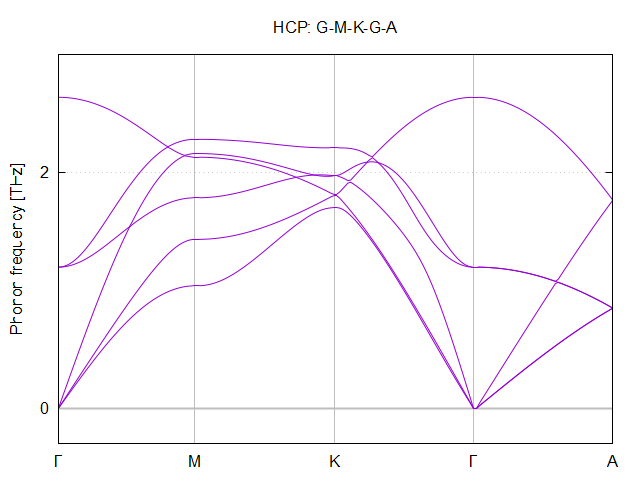 HCP: G-M-K-G-A
Phonon frequency [THz]
2
0
Γ M K Γ A